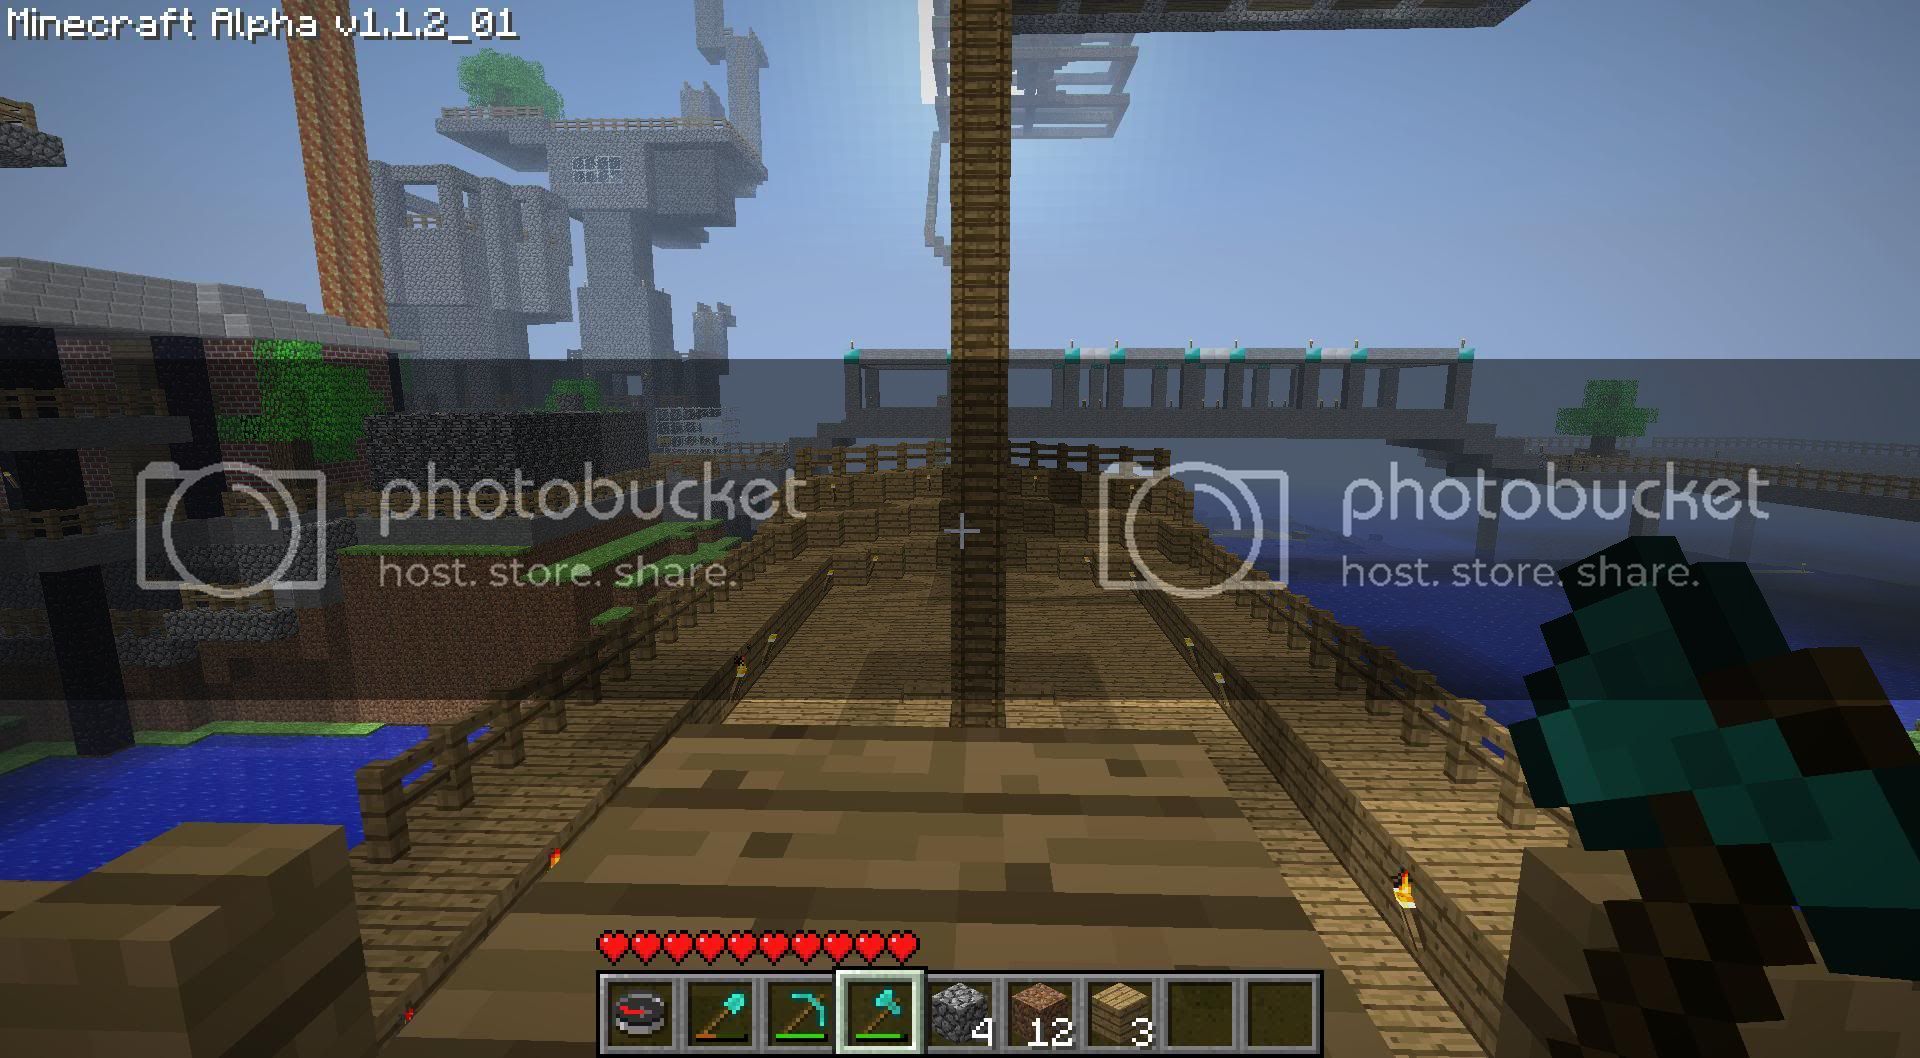 Minecraft Alpha v1.1.2_01
photobucket photobucket
host. store. share. host. store. share.
4 12 3